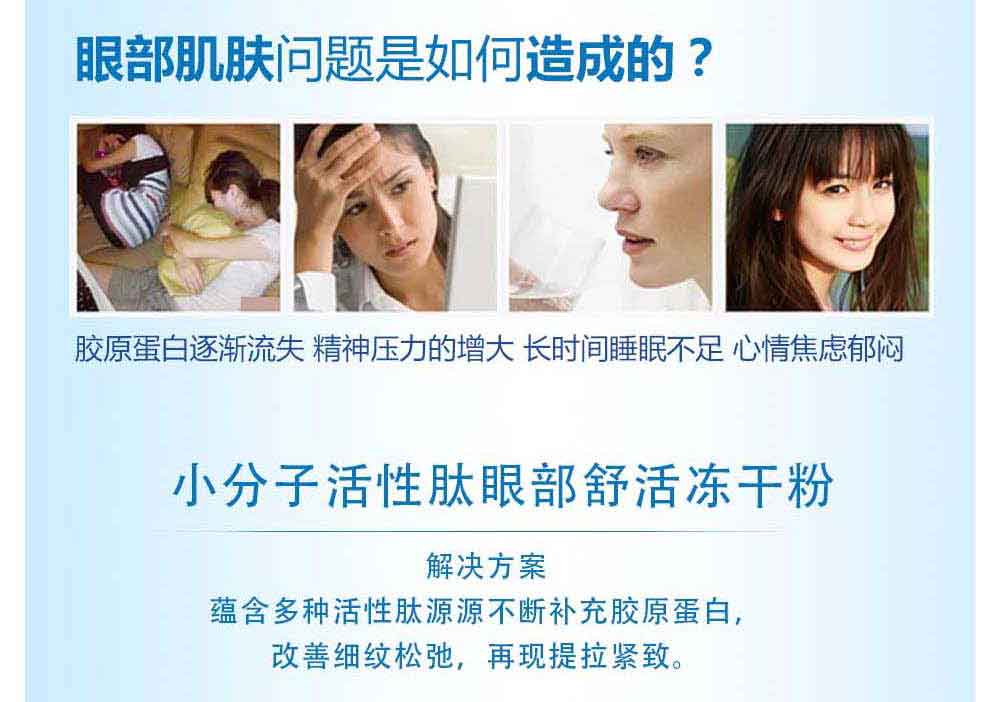 眼部肌肤问题是如何造成的？
胶原蛋白逐渐流失 精神压力的增大 长时间睡眠不足 心情焦虑郁闷
小分子活性肽眼部舒活冻干粉
解决方案
蕴含多种活性肽源源不断补充胶原蛋白，
改善细纹松弛，再现提拉紧致。